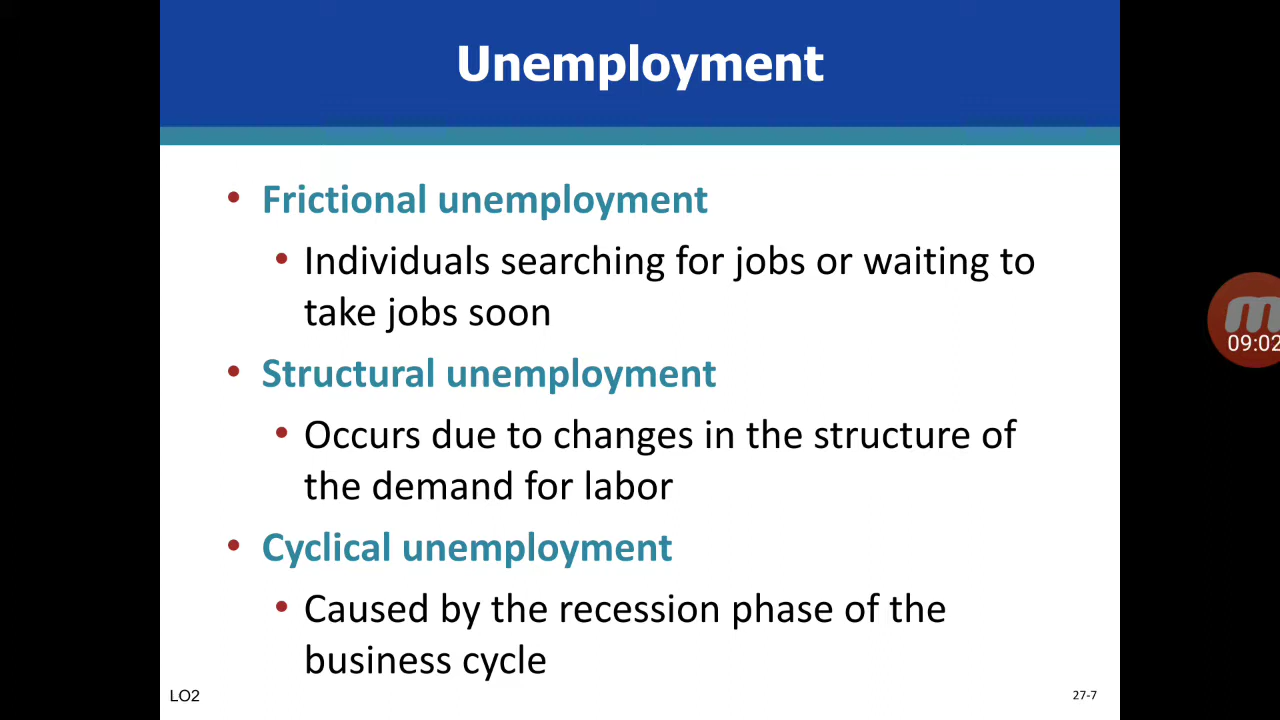 Unemployment
• Frictional unemployment
• Individuals searching for jobs or waiting to
take jobs soon
• Structural unemployment
• Occurs due to changes in the structure of
the demand for labor
• Cyclical unemployment
• Caused by the recession phase of the
business cycle
LO2
27-7
m
09:02